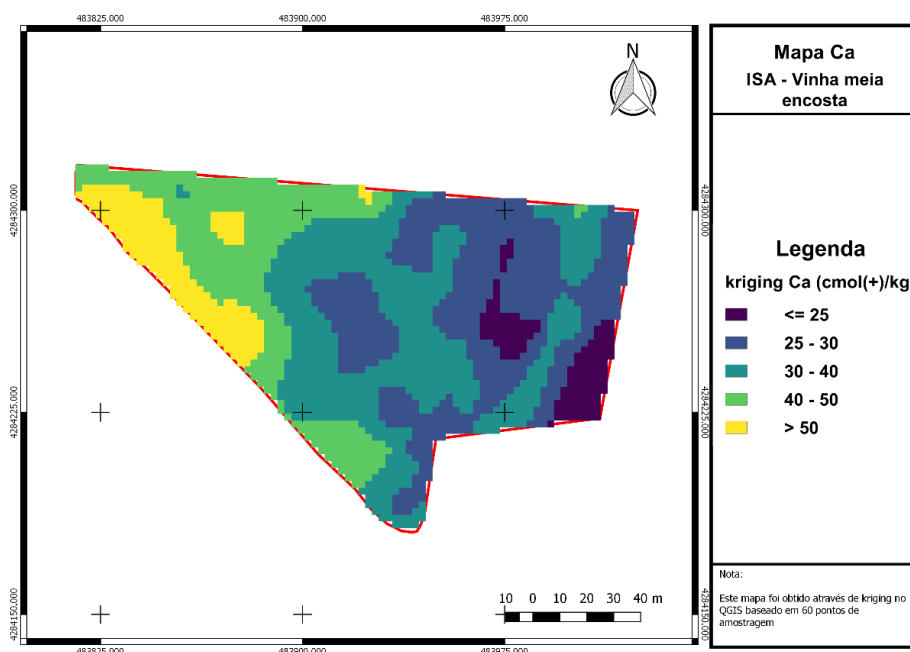 483825.000 483900.000 483975.000
N
4284300.000 4284300.000
4284225.000 4284225.000
4284150.000 4284150.000
10 0 10 20 30 40 m
483825.000 483900.000 483975.000
Mapa Ca
ISA - Vinha meia
encosta
Legenda
kriging Ca (cmol(+)/kg
<= 25
25 - 30
30 - 40
40 - 50
> 50
Nota:
Este mapa foi obtido através de kriging no
QGIS baseado em 60 pontos de
amostragem